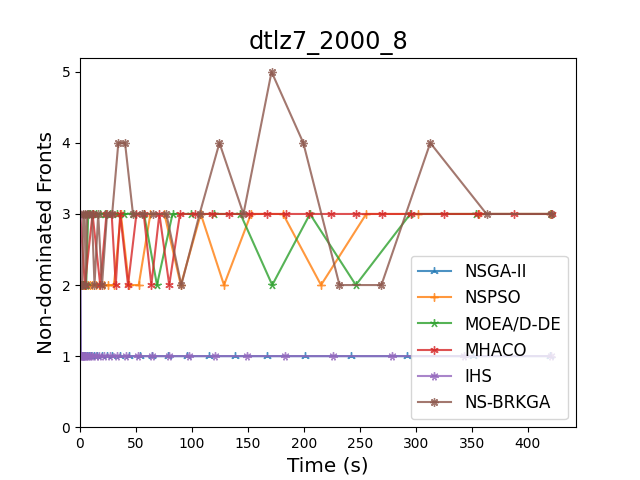 dtlz7_2000_8
Non-dominated Fronts
5
4
3
2
1
0
0 50 100 150 200 250 300 350 400
Time (s)
NSGA-II
NSPSO
MOEA/D-DE
MHACO
IHS
NS-BRKGA